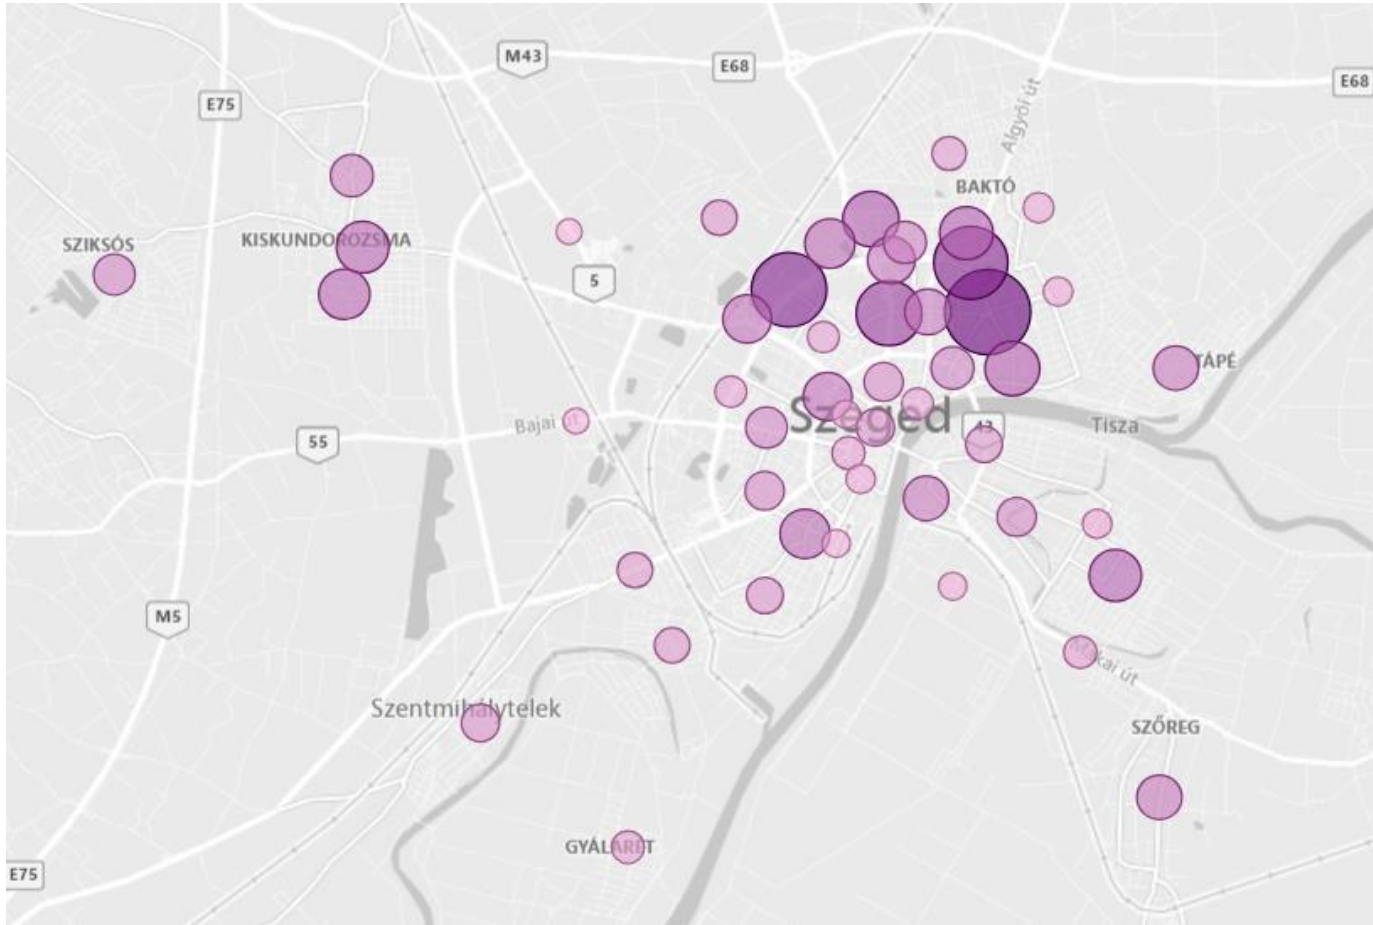 M43
E68
E68
E75
Algyői út
BAKTÓ
SZIKSÓS
KISKUNDOROZSMA
5
TÁPÉ
Szeged
43
Tisza
Bajai út
55
M5
Makai út
Szentmihálytelek
SZŐREG
GYÁLARÉT
E75